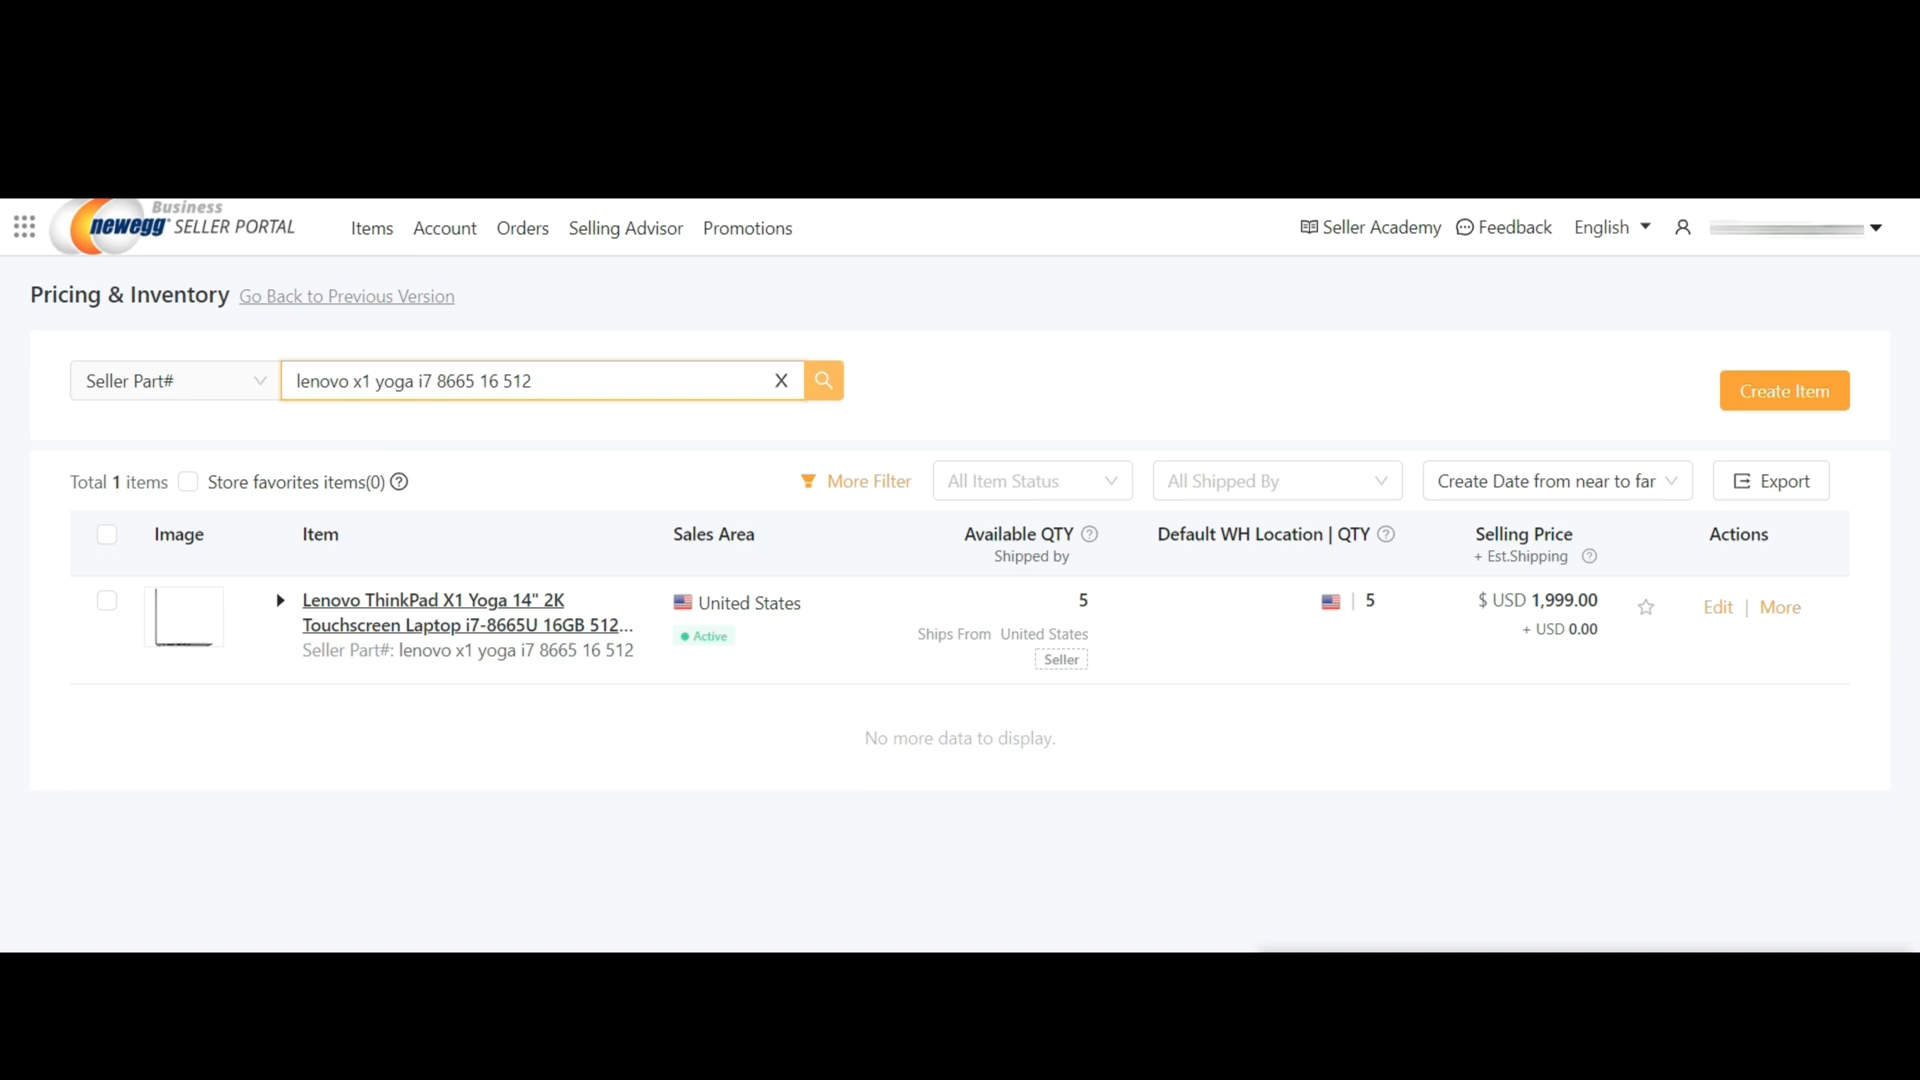 Business
newegg SELLER PORTAL
Items Account Orders Selling Advisor Promotions
Seller Academy Feedback English
Pricing & Inventory Go Back to Previous Version
Seller Part# lenovo x1 yoga i7 8665 16 512 X
Create Item
Total 1 items Store favorites items(0) More Filter All Item Status All Shipped By Create Date from near to far Export
Image Item Sales Area Available QTY Default WH Location | QTY Selling Price Actions
Shipped by + Est.Shipping
Lenovo ThinkPad X1 Yoga 14" 2K United States 5 5 $ USD 1,999.00 Edit | More
Touchscreen Laptop i7-8665U 16GB 512... Active Ships From United States + USD 0.00
Seller Part#: lenovo x1 yoga i7 8665 16 512 Seller
No more data to display.